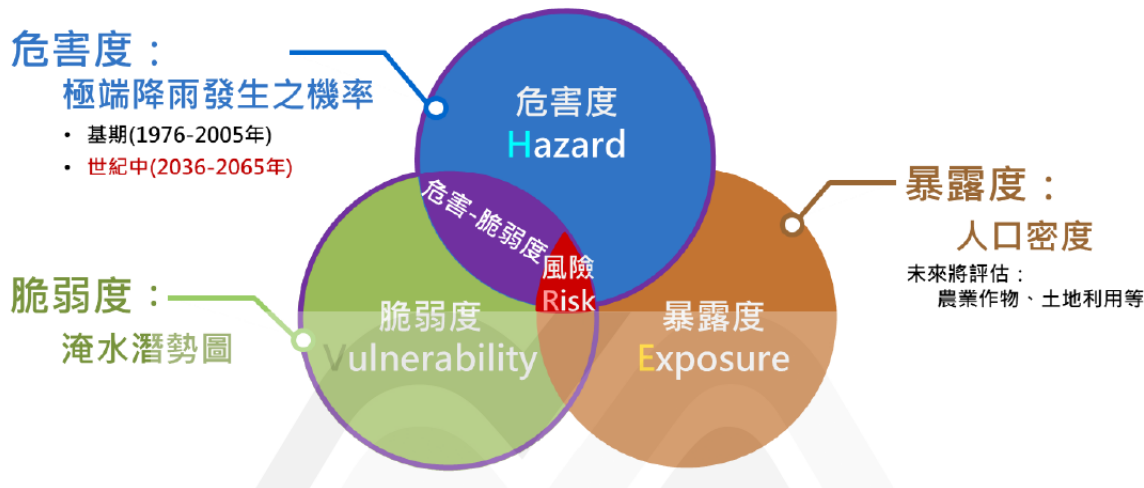 危害度：
極端降雨發生之機率
• 基期(1976-2005年)
• 世紀中(2036-2065年)
危害度
Hazard
危害-脆弱度
風險
Risk
暴露度：
人口密度
未來將評估：
農業作物、土地利用等
脆弱度：
淹水潛勢圖
脆弱度
Vulnerability
暴露度
Exposure